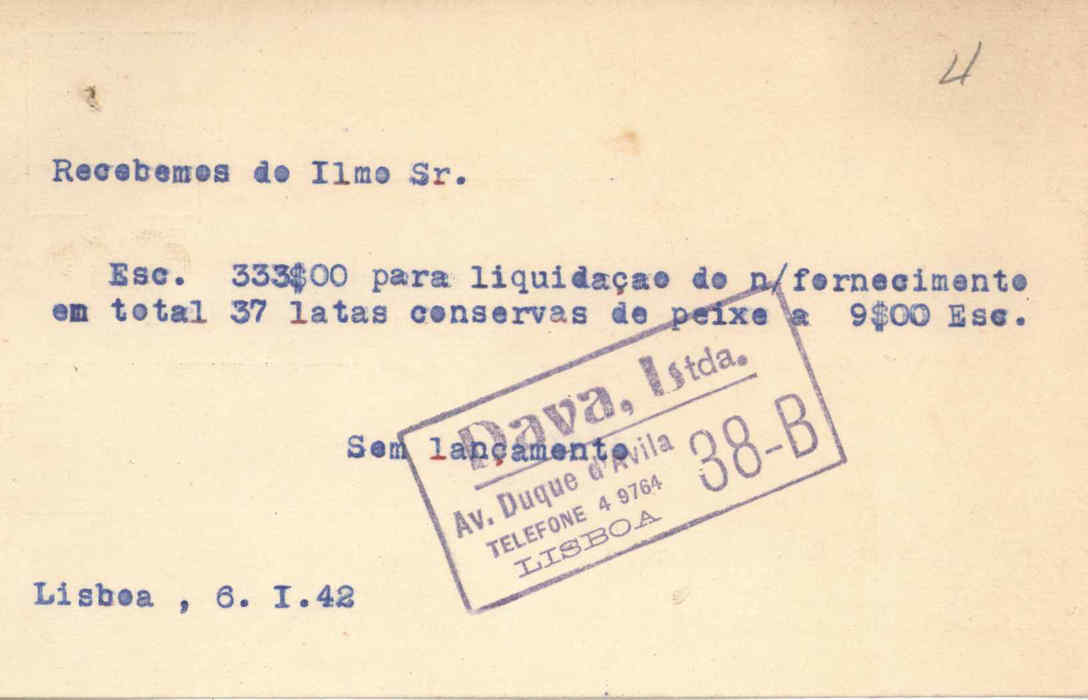 4
Recebemos do Ilmo Sr.
Esc. 333$00 para liquidaçao do n/fornecimento
em total 37 latas conservas de peixe a 9$00 Esc.
Sem lançamento
Dava, Ltda.
Av. Duque d'Avila 38-B
TELEFONE 4 9764
LISBOA
Lisboa , 6. I.42